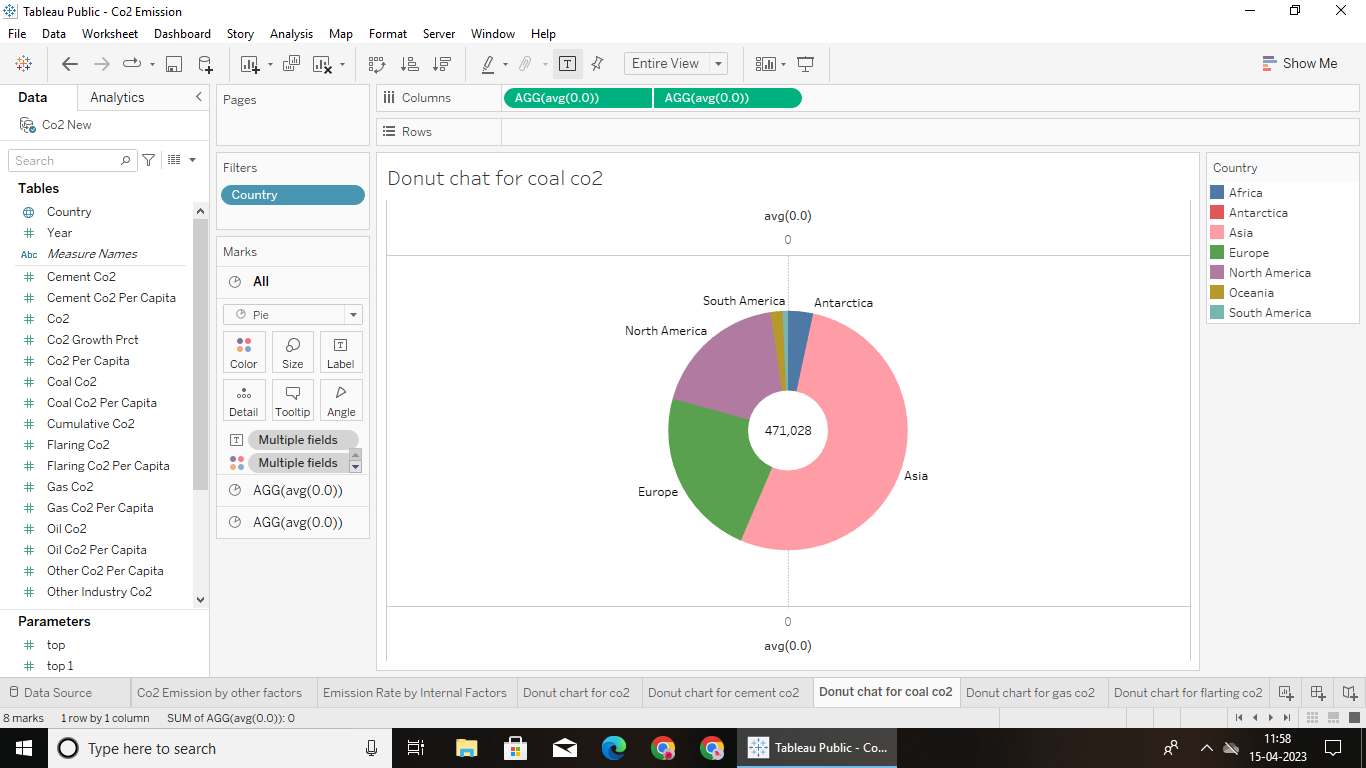 Tableau Public - Co2 Emission
File Data Worksheet Dashboard Story Analysis Map Format Server Window Help
Entire View
Show Me
Data Analytics
Co2 New
Search
Tables
Country
Year
Abc Measure Names
Cement Co2
Cement Co2 Per Capita
Co2
Co2 Growth Prct
Co2 Per Capita
Coal Co2
Coal Co2 Per Capita
Cumulative Co2
Flaring Co2
Flaring Co2 Per Capita
Gas Co2
Gas Co2 Per Capita
Oil Co2
Oil Co2 Per Capita
Other Co2 Per Capita
Other Industry Co2
Parameters
top
top 1
Pages
Filters
Country
Marks
All
Pie
Color Size Label
Detail Tooltip Angle
Multiple fields
Multiple fields
AGG(avg(0.0))
AGG(avg(0.0))
Columns AGG(avg(0.0)) AGG(avg(0.0))
Rows
Donut chat for coal co2
avg(0.0)
0
South America
Antarctica
North America
471,028
Asia
Europe
0
avg(0.0)
Country
Africa
Antarctica
Asia
Europe
North America
Oceania
South America
Data Source Co2 Emission by other factors Emission Rate by Internal Factors Donut chart for co2 Donut chart for cement co2 Donut chat for coal co2 Donut chart for gas co2 Donut chart for flarting co2
8 marks 1 row by 1 column SUM of AGG(avg(0.0)): 0
Type here to search
Tableau Public - Co...
11:58
15-04-2023